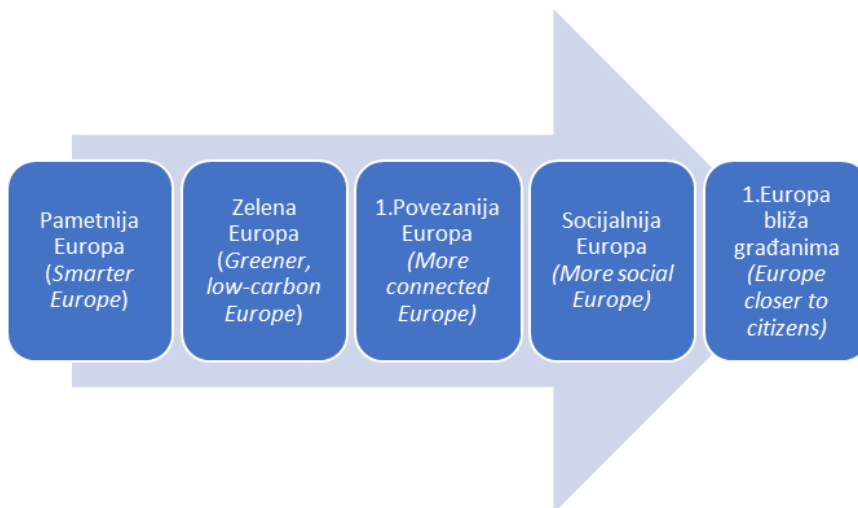 Pametnija
Europa
(Smarter
Europe)
Zelena
Europa
(Greener,
low-carbon
Europe)
1.Povezanija
Europa
(More
connected
Europe)
Socijalnija
Europa
(More social
Europe)
1.Europa
bliža
građanima
(Europe
closer to
citizens)